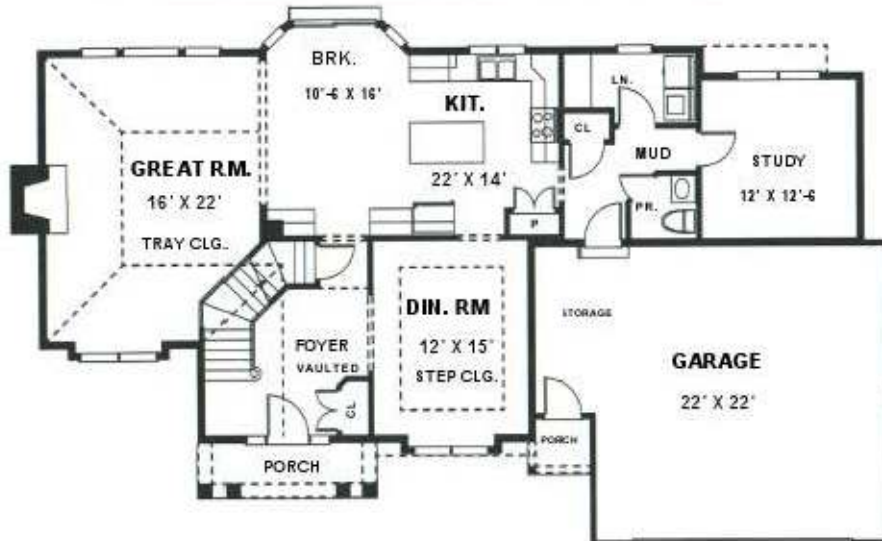 BRK.
10'-6 X 16'
KIT.
22' X 14'
LN.
CL
MUD
STUDY
12' X 12'-6
GREAT RM.
16' X 22'
TRAY CLG.
PR.
P
DIN. RM
12' X 15'
STEP CLG.
FOYER
VAULTED
CL
STORAGE
GARAGE
22' X 22'
PORCH
PORCH